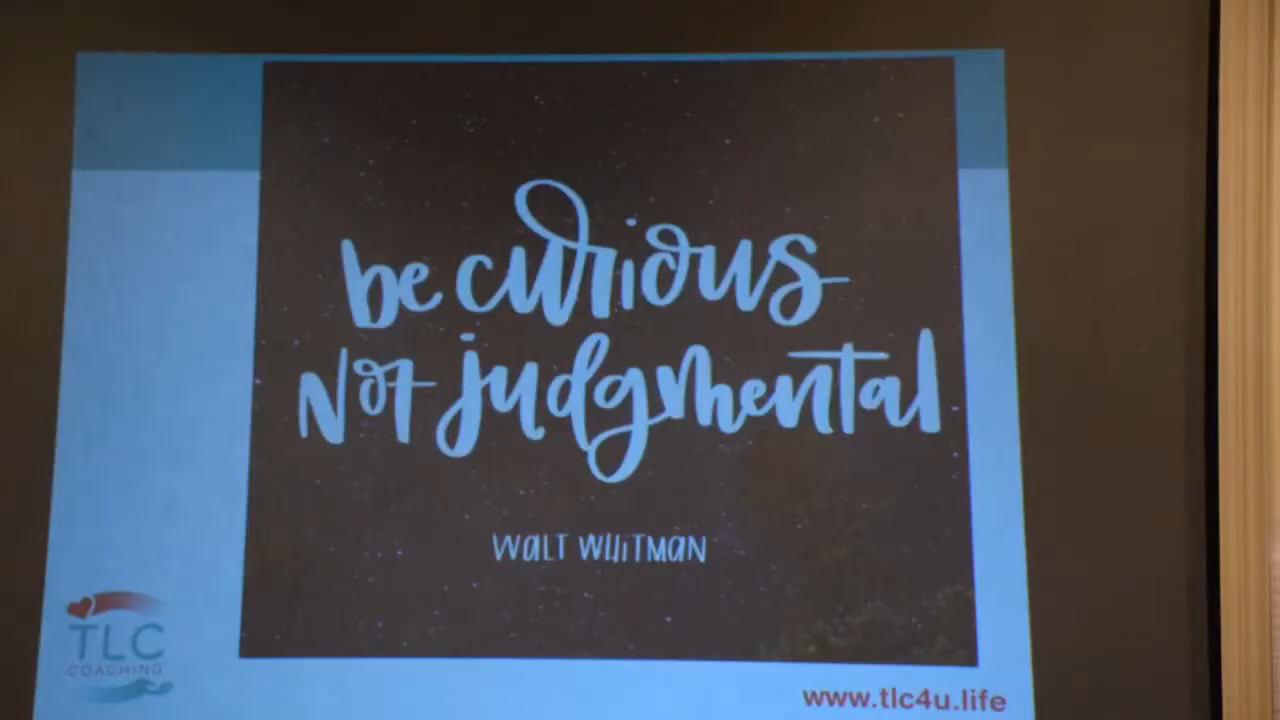 be curious
Not judgmental
WALT WHITMAN
TLC
COACHING
www.tlc4u.life